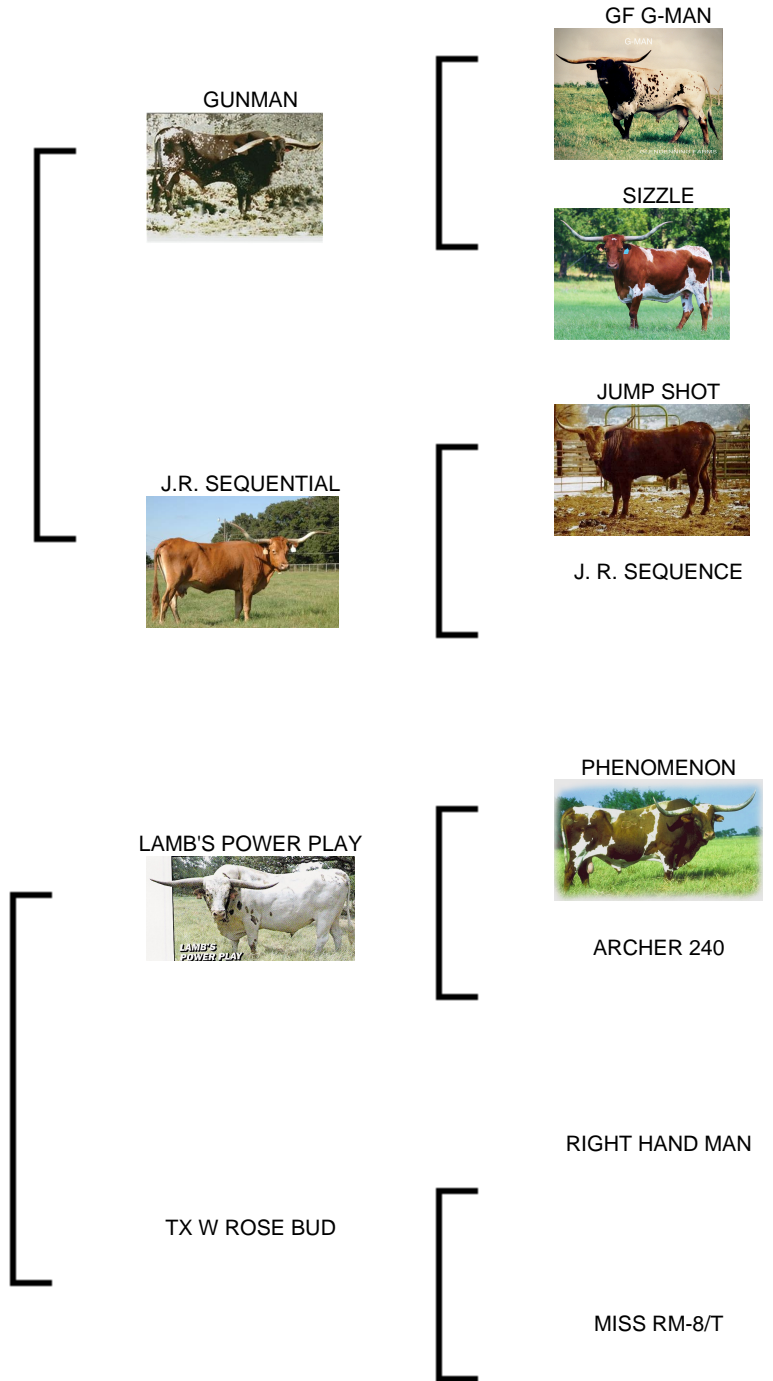 GF G-MAN
G-MAN
GUNMAN
SIZZLE
JUMP SHOT
J.R. SEQUENTIAL
J. R. SEQUENCE
PHENOMENON
LAMB'S POWER PLAY
LAMB'S
POWER PLAY
ARCHER 240
RIGHT HAND MAN
TX W ROSE BUD
MISS RM-8/T